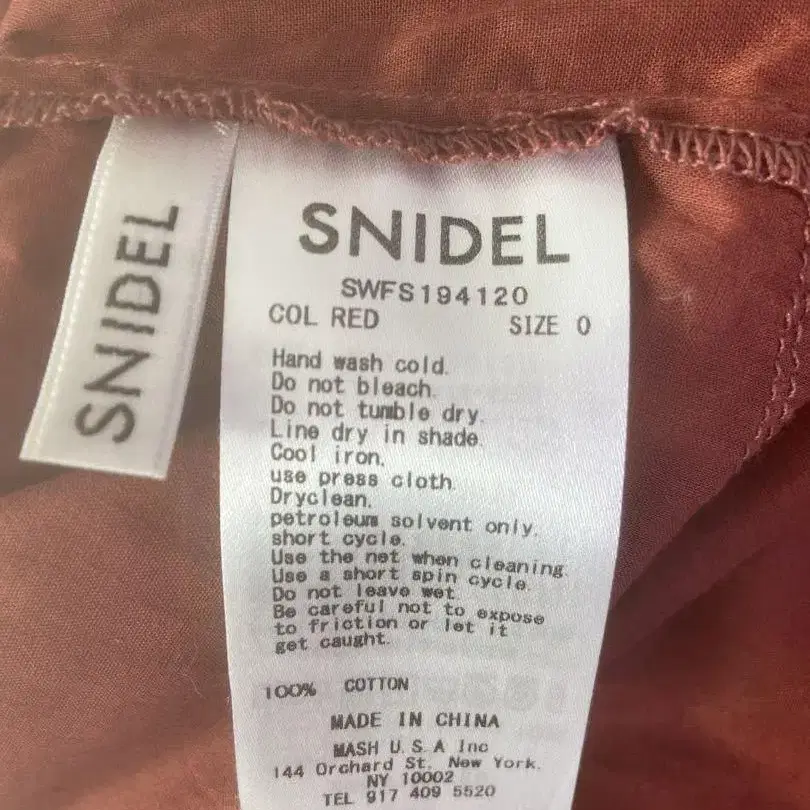 SNIDEL
SNIDEL
SWFS194120
COL RED SIZE 0
Hand wash cold.
Do not bleach.
Do not tumble dry.
Line dry in shade.
Cool iron.
use press cloth.
Dryclean.
petroleum solvent only.
short cycle.
Use the net when cleaning.
Use a short spin cycle.
Do not leave wet.
Be careful not to expose
to friction or let it
get caught.
100% COTTON
MADE IN CHINA
MASH U.S.A Inc
144 Orchard St, New York.
NY 10002
TEL 917 409 5520